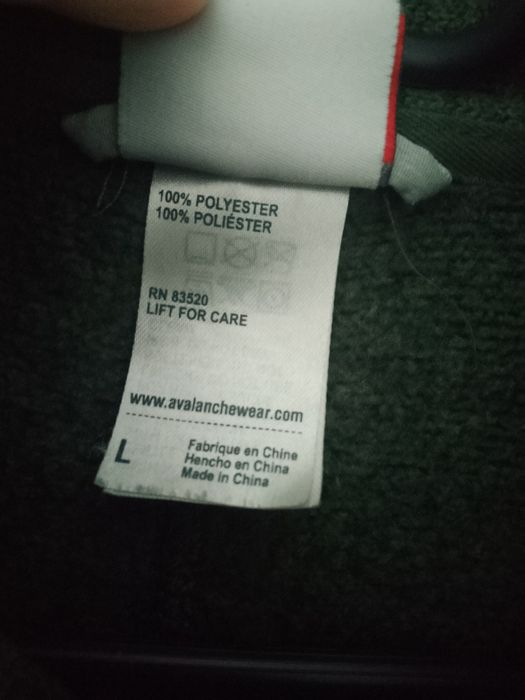 100% POLYESTER
100% POLIÉSTER
RN 83520
LIFT FOR CARE
www.avalanchewear.com
L
Fabrique en Chine
Hencho en China
Made in China